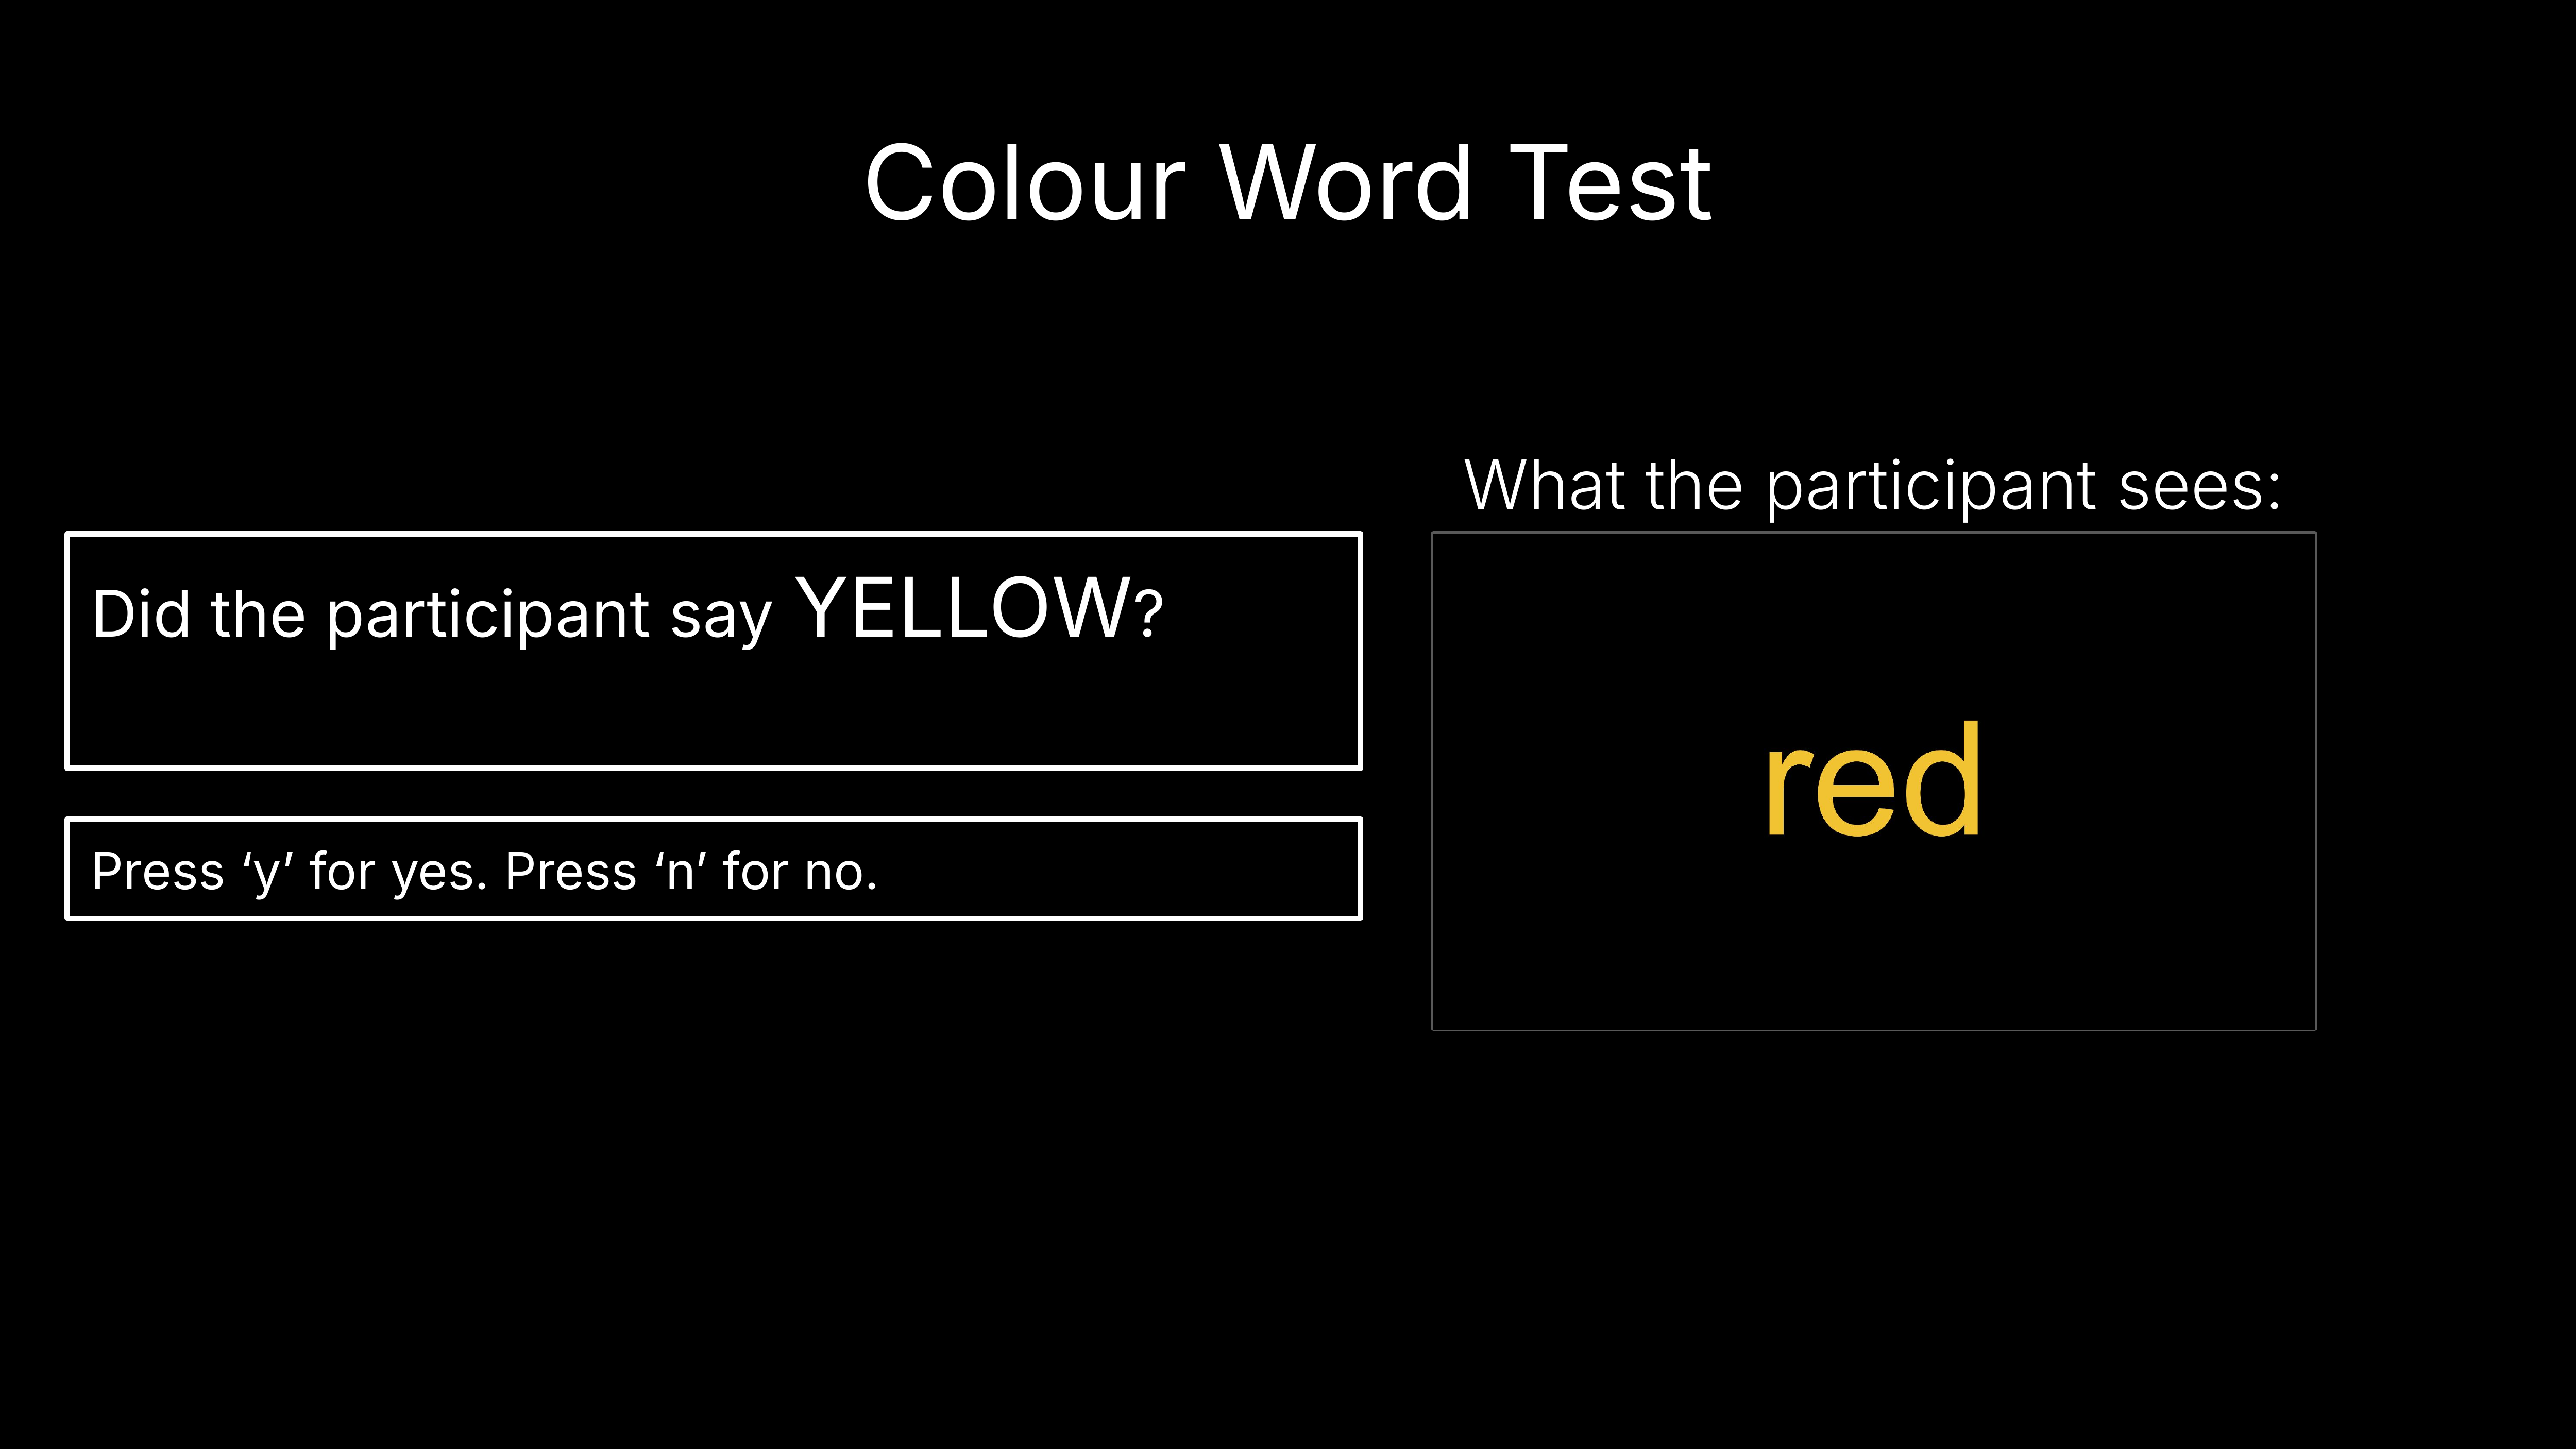 Colour Word Test
Did the participant say YELLOW?
Press ‘y’ for yes. Press ‘n’ for no.
What the participant sees:
red